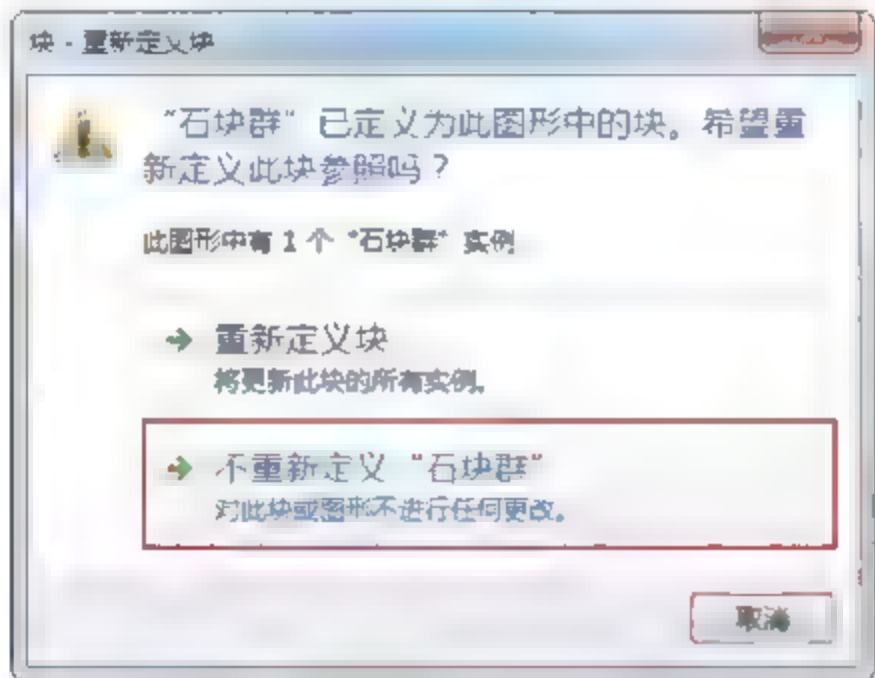 块 - 重新定义块
“石块群” 已定义为此图形中的块。希望重
新定义此块参照吗？
此图形中有 1 个 “石块群” 实例
重新定义块
将更新此块的所有实例。
不重新定义 “石块群”
对此块或图形不进行任何更改。
取消